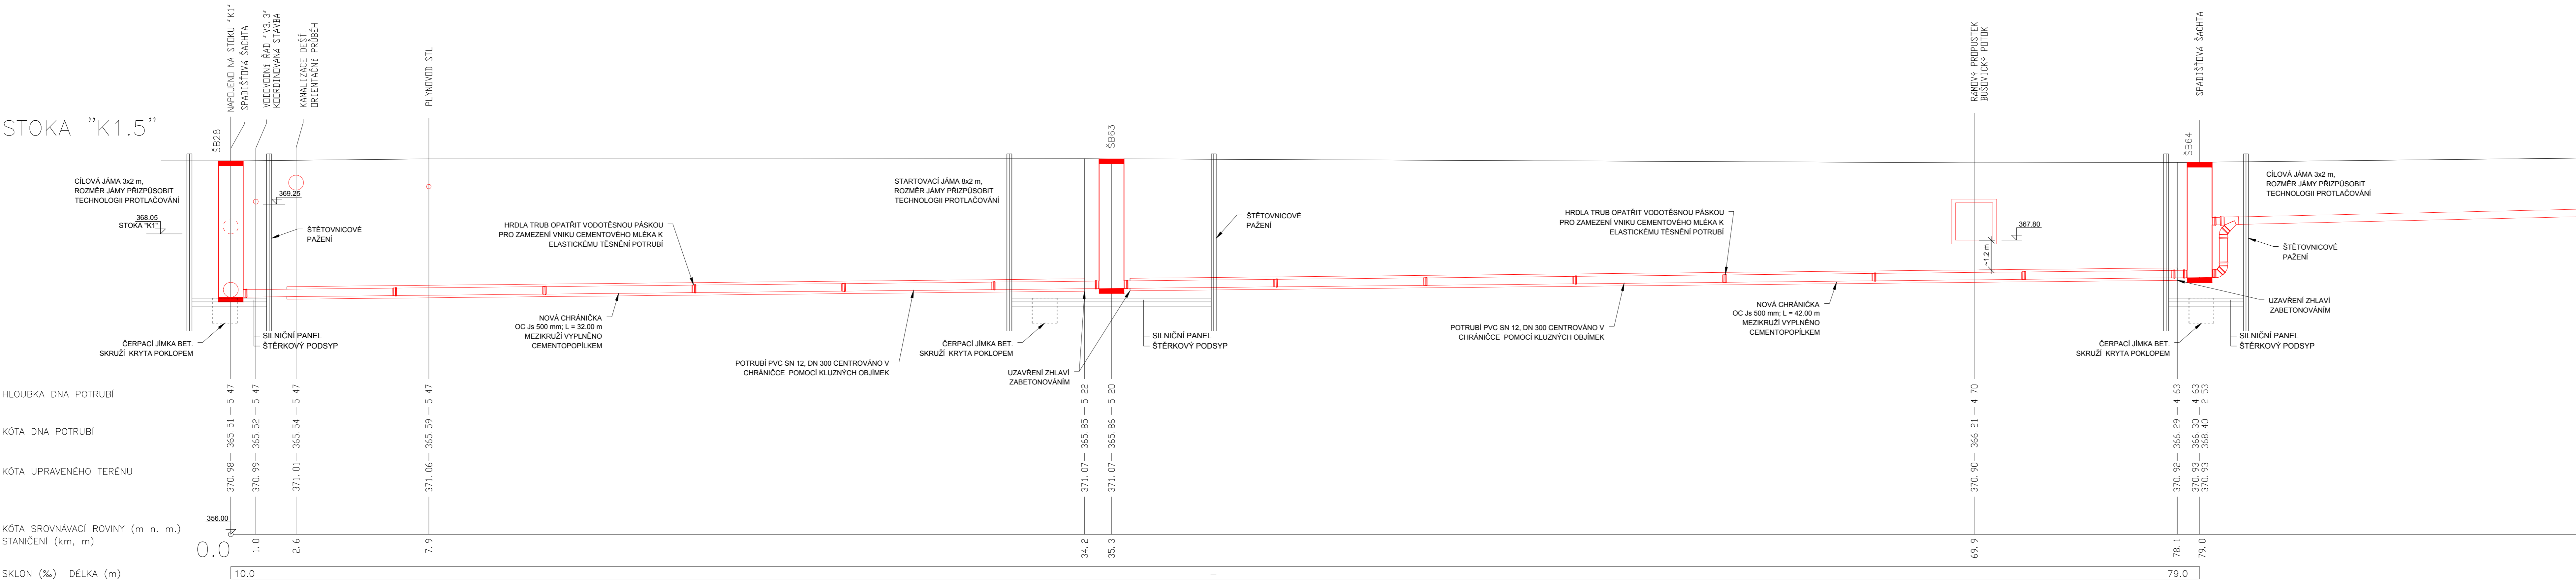 NAPOJENO NA STOKU "K1"
SPADIŠŤOVÁ ŠACHTA
VODOVODNÍ ŘAD "V3.3"
KOORDINOVANÁ STAVBA
KANALIZACE DEŠŤ.
ORIENTAČNÍ PRŮBĚH
PLYNOVOD STL
RÁMOVÝ PROPUSTEK
BUŠOVICKÝ POTOK
SPADIŠŤOVÁ ŠACHTA
STOKA "K1.5"
ŠB28
ŠB63
ŠB64
CÍLOVÁ JÁMA 3x2 m,
ROZMĚR JÁMY PŘIZPŮSOBIT
TECHNOLOGII PROTLAČOVÁNÍ
368.05
STOKA "K1"
369.25
ŠTĚTOVNICOVÉ
PAŽENÍ
HRDLA TRUB OPATŘIT VODOTĚSNOU PÁSKOU
PRO ZAMEZENÍ VNIKU CEMENTOVÉHO MLÉKA K
ELASTICKÉMU TĚSNĚNÍ POTRUBÍ
STARTOVACÍ JÁMA 8x2 m,
ROZMĚR JÁMY PŘIZPŮSOBIT
TECHNOLOGII PROTLAČOVÁNÍ
ŠTĚTOVNICOVÉ
PAŽENÍ
HRDLA TRUB OPATŘIT VODOTĚSNOU PÁSKOU
PRO ZAMEZENÍ VNIKU CEMENTOVÉHO MLÉKA K
ELASTICKÉMU TĚSNĚNÍ POTRUBÍ
367.80
~1.2 m
CÍLOVÁ JÁMA 3x2 m,
ROZMĚR JÁMY PŘIZPŮSOBIT
TECHNOLOGII PROTLAČOVÁNÍ
ŠTĚTOVNICOVÉ
PAŽENÍ
ČERPACÍ JÍMKA BET.
SKRUŽÍ KRYTA POKLOPEM
SILNIČNÍ PANEL
ŠTĚRKOVÝ PODSYP
NOVÁ CHRÁNIČKA
OC Js 500 mm; L = 32.00 m
MEZIKRUŽÍ VYPLNĚNO
CEMENTOPOPÍLKEM
POTRUBÍ PVC SN 12, DN 300 CENTROVÁNO V
CHRÁNIČCE POMOCÍ KLUZNÝCH OBJÍMEK
ČERPACÍ JÍMKA BET.
SKRUŽÍ KRYTA POKLOPEM
UZAVŘENÍ ZHLAVÍ
ZABETONOVÁNÍM
SILNIČNÍ PANEL
ŠTĚRKOVÝ PODSYP
POTRUBÍ PVC SN 12, DN 300 CENTROVÁNO V
CHRÁNIČCE POMOCÍ KLUZNÝCH OBJÍMEK
NOVÁ CHRÁNIČKA
OC Js 500 mm; L = 42.00 m
MEZIKRUŽÍ VYPLNĚNO
CEMENTOPOPÍLKEM
ČERPACÍ JÍMKA BET.
SKRUŽÍ KRYTA POKLOPEM
UZAVŘENÍ ZHLAVÍ
ZABETONOVÁNÍM
SILNIČNÍ PANEL
ŠTĚRKOVÝ PODSYP
HLOUBKA DNA POTRUBÍ
5.47 5.47 5.47 5.47 5.22 5.20 4.70 4.63 4.63 2.53
KÓTA DNA POTRUBÍ
365.51 365.52 365.54 365.59 365.85 365.86 366.21 366.29 366.30 368.40
KÓTA UPRAVENÉHO TERÉNU
370.98 370.99 371.01 371.06 371.07 371.07 370.90 370.92 370.93 370.93
356.00
KÓTA SROVNÁVACÍ ROVINY (m n. m.)
STANIČENÍ (km, m)
0.0 1.0 2.6 7.9 34.2 35.3 69.9 78.1 79.0
SKLON (‰) DÉLKA (m)
10.0 – 79.0